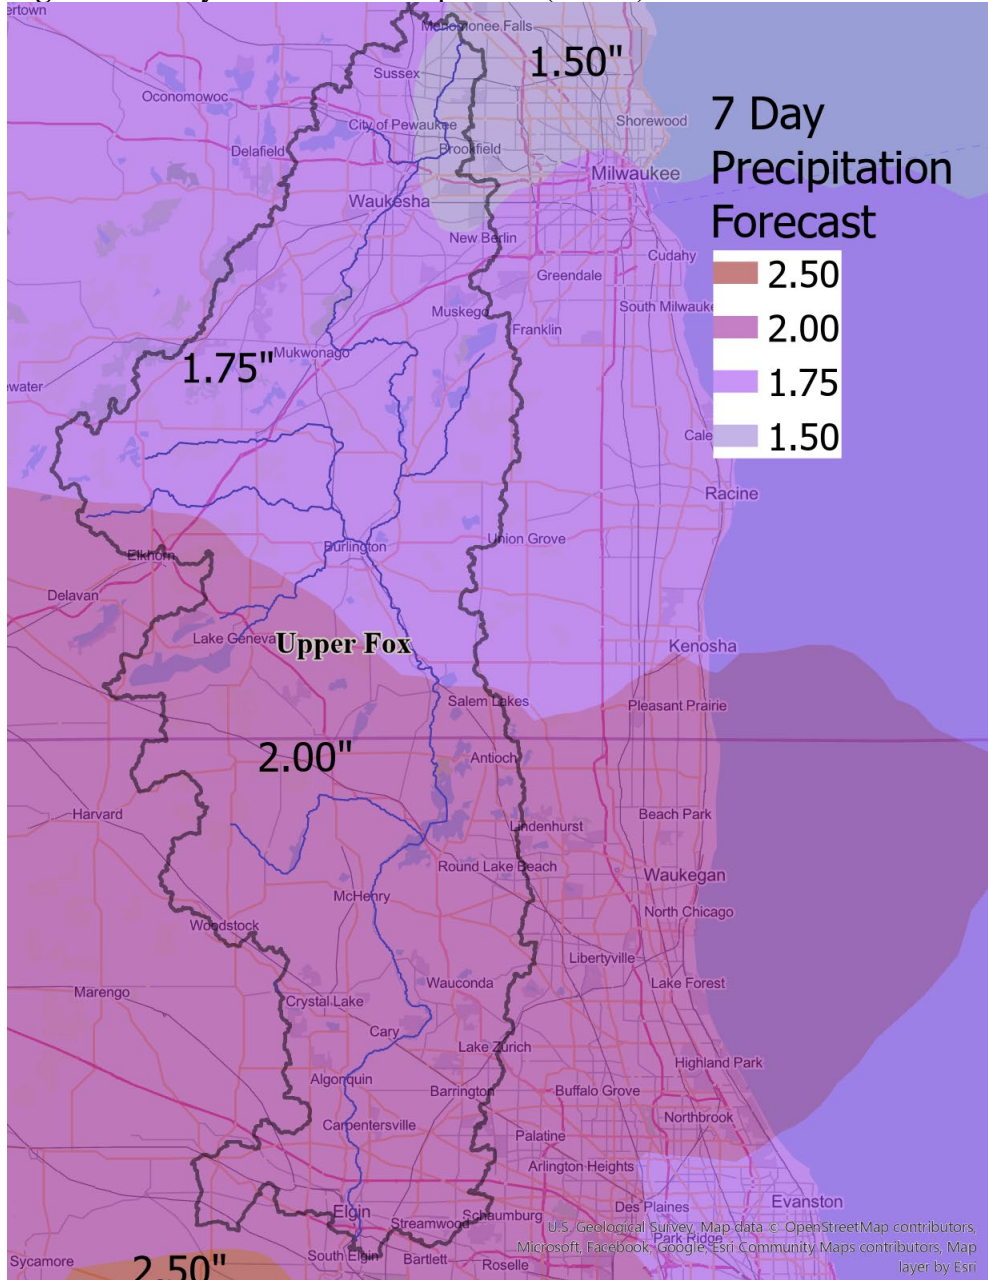 ertown
Menomonee Falls
1.50"
Sussex
7 Day
Precipitation
Forecast
2.50
2.00
1.75
1.50
Oconomowoc
City of Pewaukee
Shorewood
Delafield
Brookfield
Milwaukee
Waukesha
New Berlin
Cudahy
Greendale
South Milwauke
Muskego
Franklin
1.75"
Mukwonago
ewater
Cale
Racine
Union Grove
Burlington
Elkhorn
Delavan
Lake Geneva
Upper Fox
Kenosha
Salem Lakes
Pleasant Prairie
2.00"
Antioch
Harvard
Beach Park
Lindenhurst
Round Lake Beach
Waukegan
McHenry
North Chicago
Woodstock
Libertyville
Wauconda
Lake Forest
Marengo
Crystal Lake
Cary
Lake Zurich
Highland Park
Algonquin
Barrington
Buffalo Grove
Northbrook
Carpentersville
Palatine
Arlington Heights
Elgin
Streamwood
Schaumburg
Des Plaines
Evanston
Park Ridge
South Elgin
Bartlett
Roselle
Sycamore
2.50"
U.S. Geological Survey, Map data © OpenStreetMap contributors,
Microsoft, Facebook, Google, Esri Community Maps contributors, Map
layer by Esri